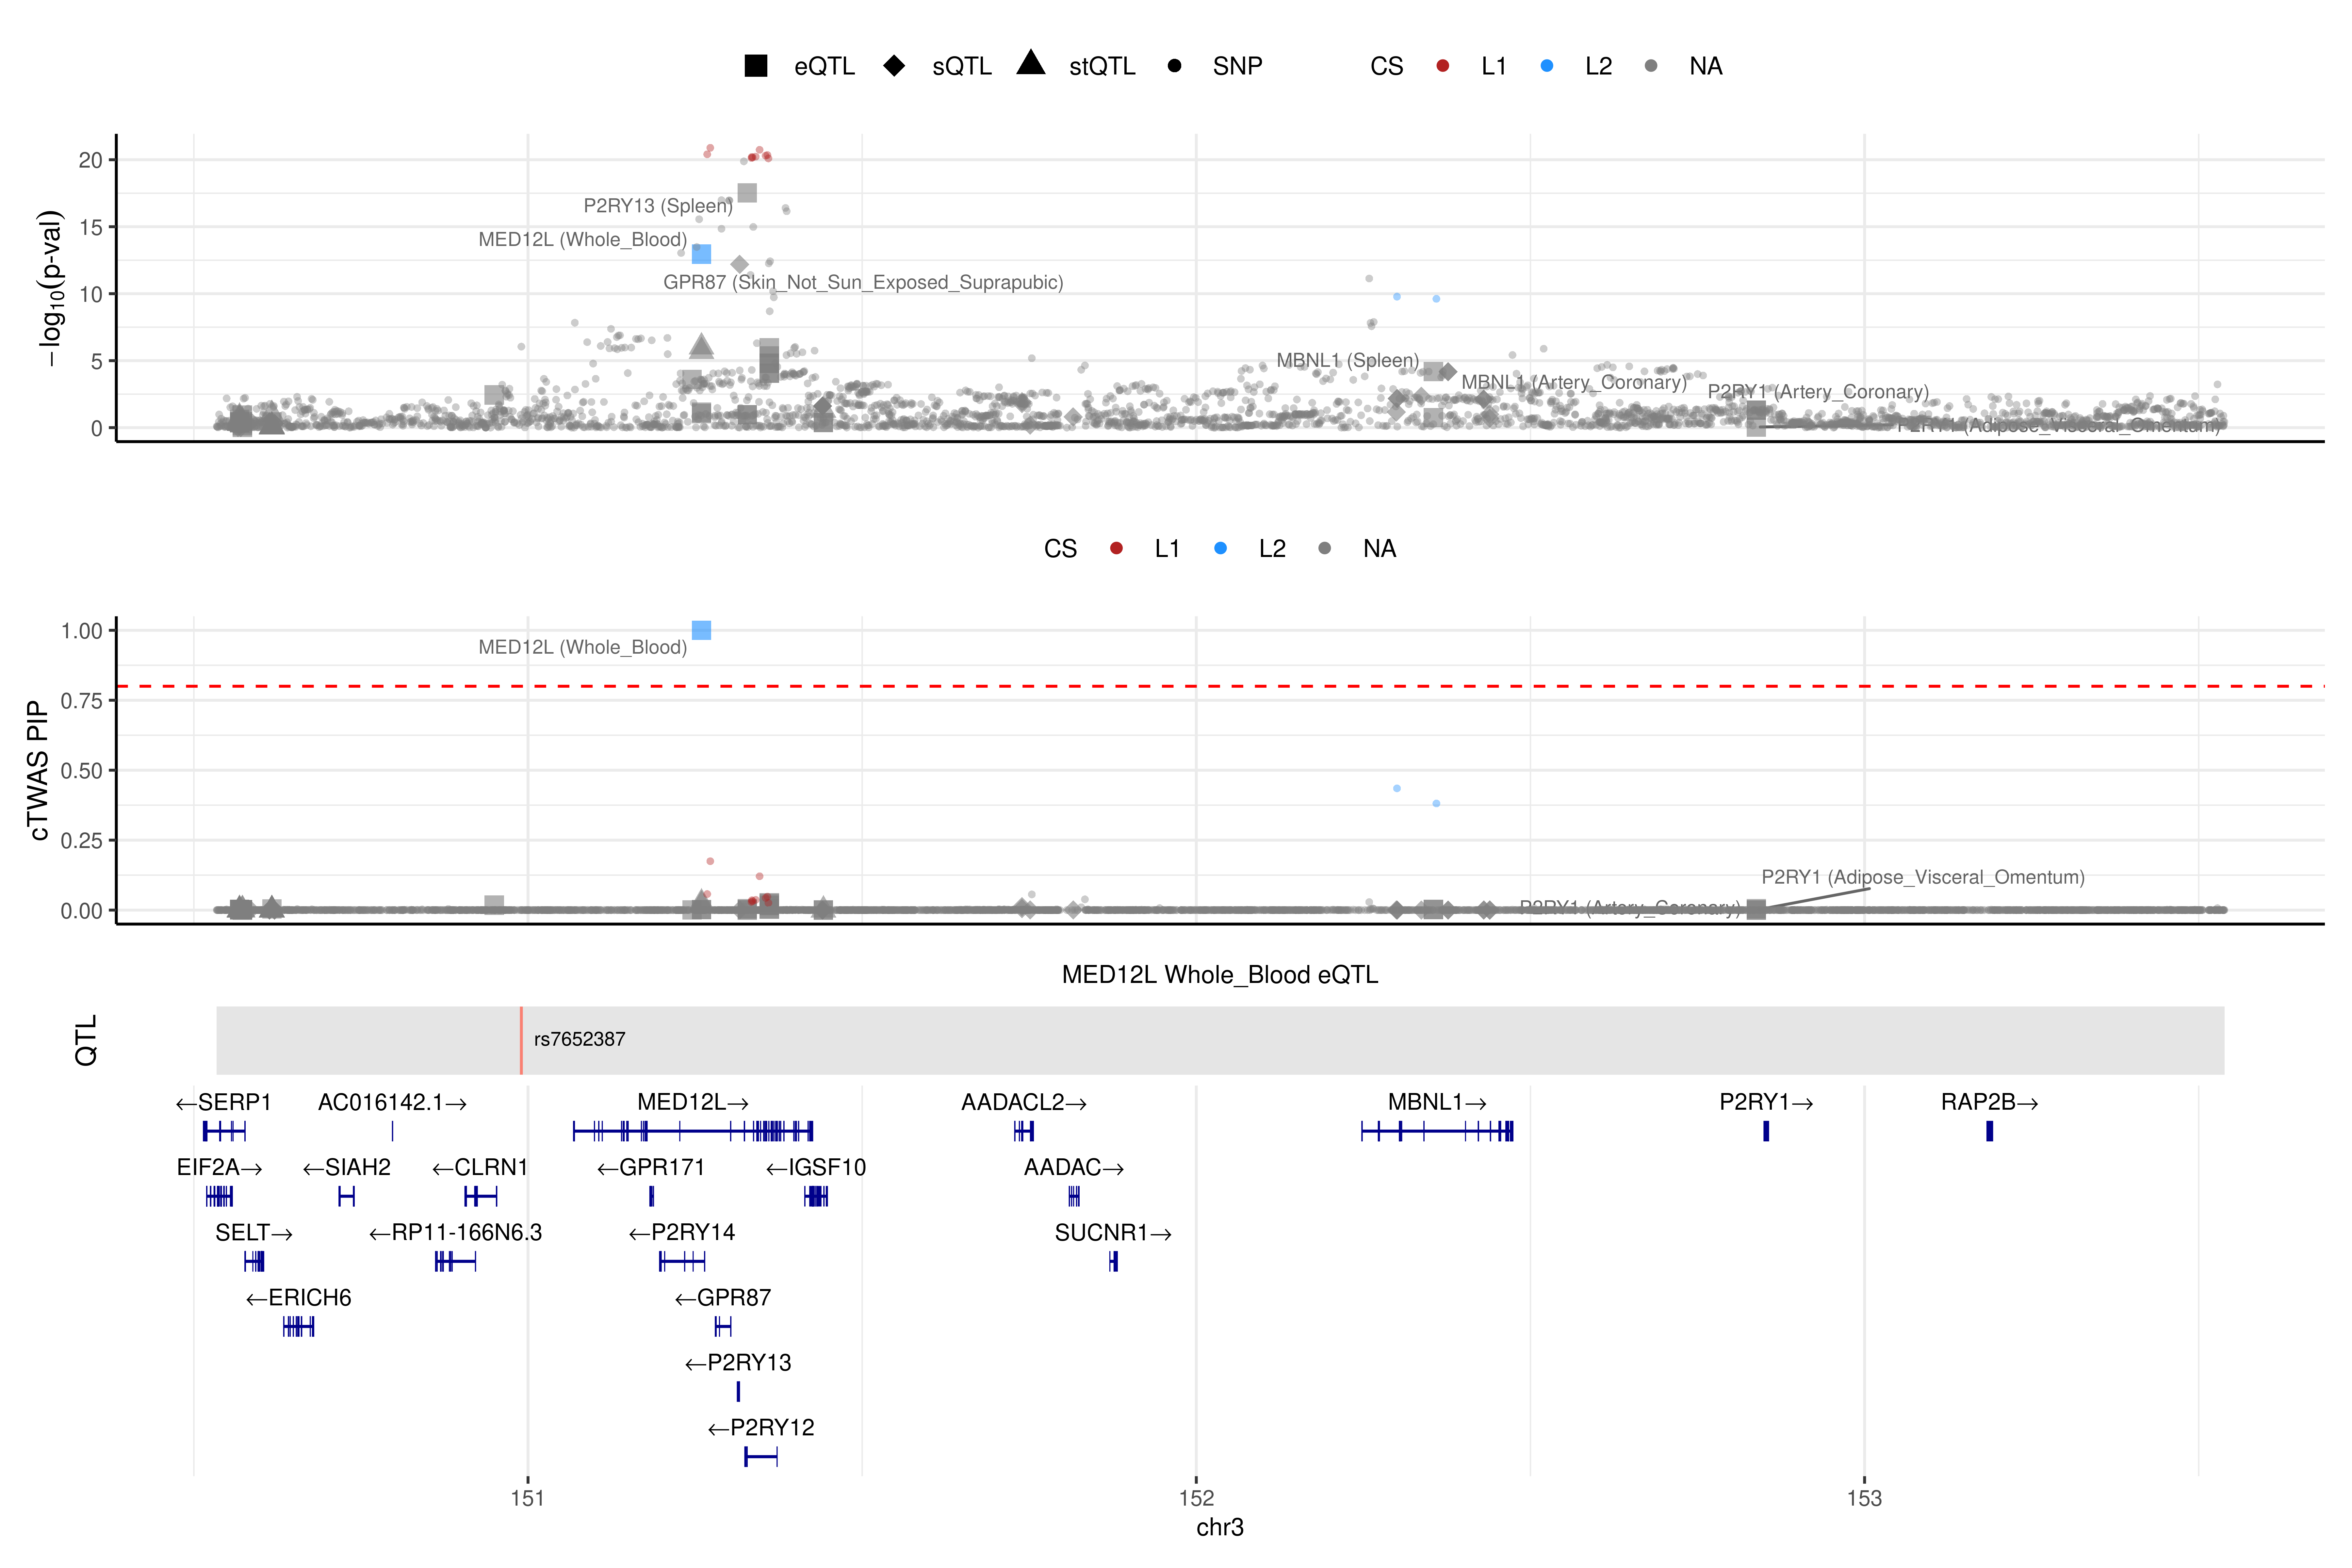 eQTL sQTL stQTL SNP CS L1 L2 NA
−log10(p-val)
20
15
10
5
0
P2RY13 (Spleen)
MED12L (Whole_Blood)
GPR87 (Skin_Not_Sun_Exposed_Suprapubic)
MBNL1 (Spleen)
MBNL1 (Artery_Coronary)
P2RY1 (Artery_Coronary)
P2RY1 (Adipose_Visceral_Omentum)
CS L1 L2 NA
cTWAS PIP
1.00
0.75
0.50
0.25
0.00
MED12L (Whole_Blood)
P2RY1 (Adipose_Visceral_Omentum)
P2RY1 (Artery_Coronary)
MED12L Whole_Blood eQTL
QTL
rs7652387
←SERP1 AC016142.1→ MED12L→ AADACL2→ MBNL1→ P2RY1→ RAP2B→
EIF2A→ ←SIAH2 ←CLRN1 ←GPR171 ←IGSF10 AADAC→
SELT→ ←RP11-166N6.3 ←P2RY14 SUCNR1→
←ERICH6 ←GPR87
←P2RY13
←P2RY12
151 152 153
chr3